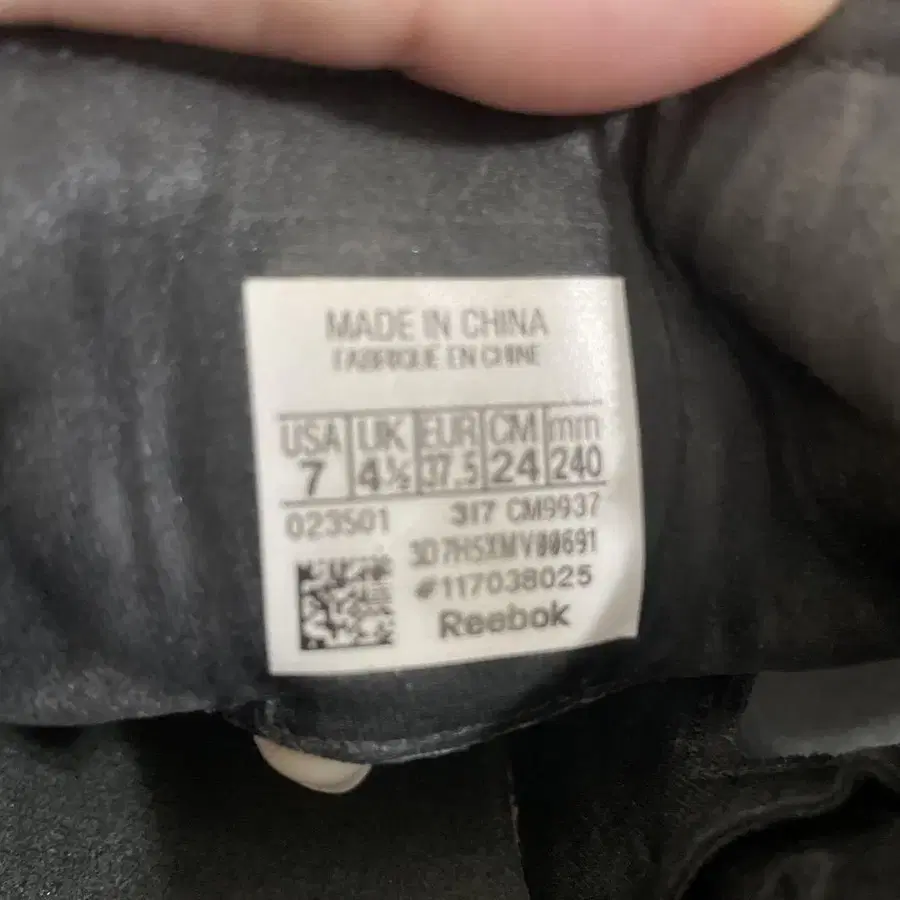 MADE IN CHINA
FABRIQUE EN CHINE
USA UK EUR CM mm
7 4½ 37.5 24 240
023501 317 CM9937
#117038025
Reebok